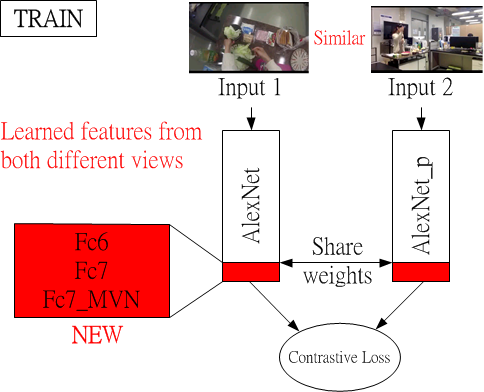 TRAIN
Similar
Input 1
Input 2
Learned features from
both different views
AlexNet
AlexNet_p
Fc6
Fc7
Fc7_MVN
NEW
Share
weights
Contrastive Loss